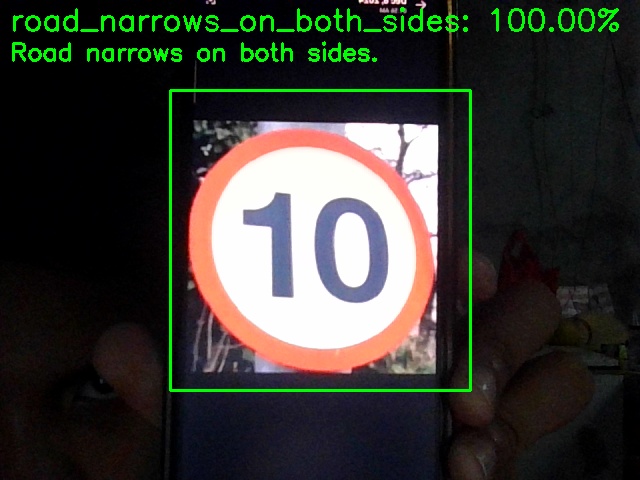 road_narrows_on_both_sides: 100.00%
Road narrows on both sides.
10